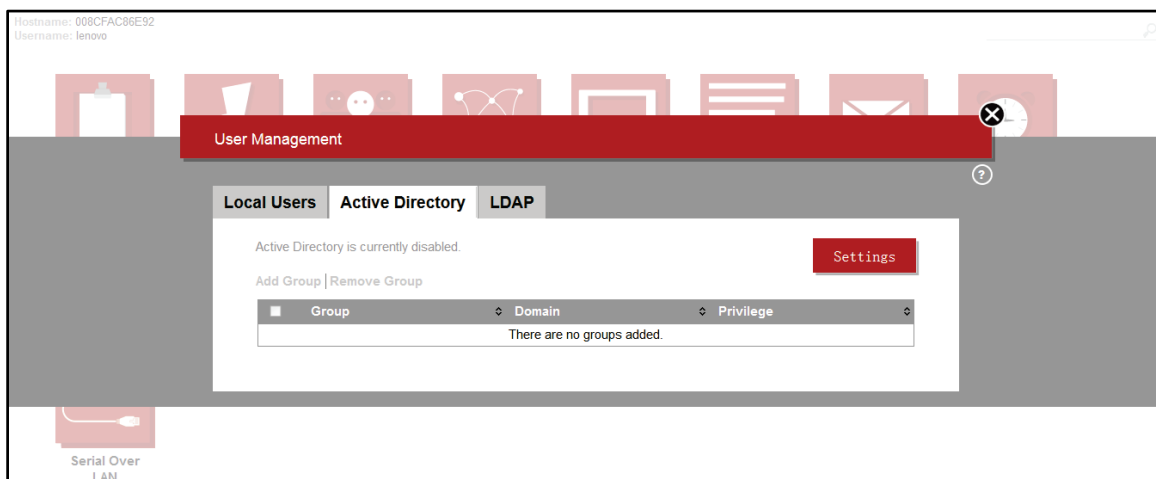 Hostname: 008CFAC86E92
Username: lenovo
User Management
?
Local Users Active Directory LDAP
Active Directory is currently disabled.
Settings
Add Group | Remove Group
Group Domain Privilege
There are no groups added.
Serial Over
LAN